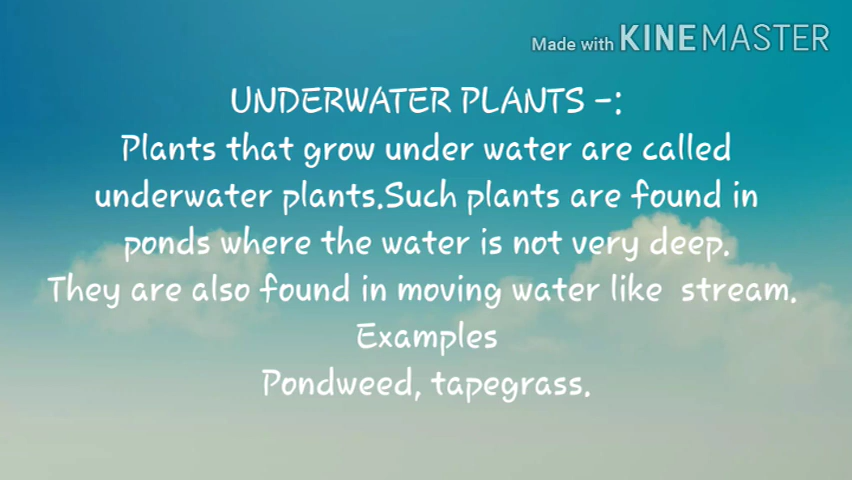 Made with KINEMASTER
UNDERWATER PLANTS -:
Plants that grow under water are called
underwater plants.Such plants are found in
ponds where the water is not very deep.
They are also found in moving water like stream.
Examples
Pondweed, tapegrass.